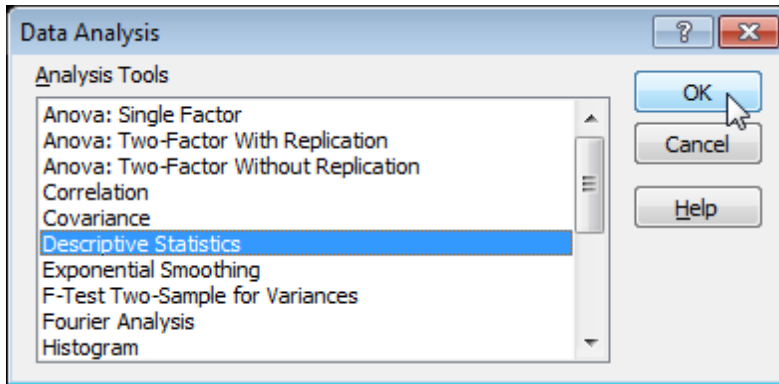 Data Analysis
?
Analysis Tools
Anova: Single Factor
Anova: Two-Factor With Replication
Anova: Two-Factor Without Replication
Correlation
Covariance
Descriptive Statistics
Exponential Smoothing
F-Test Two-Sample for Variances
Fourier Analysis
Histogram
OK
Cancel
Help